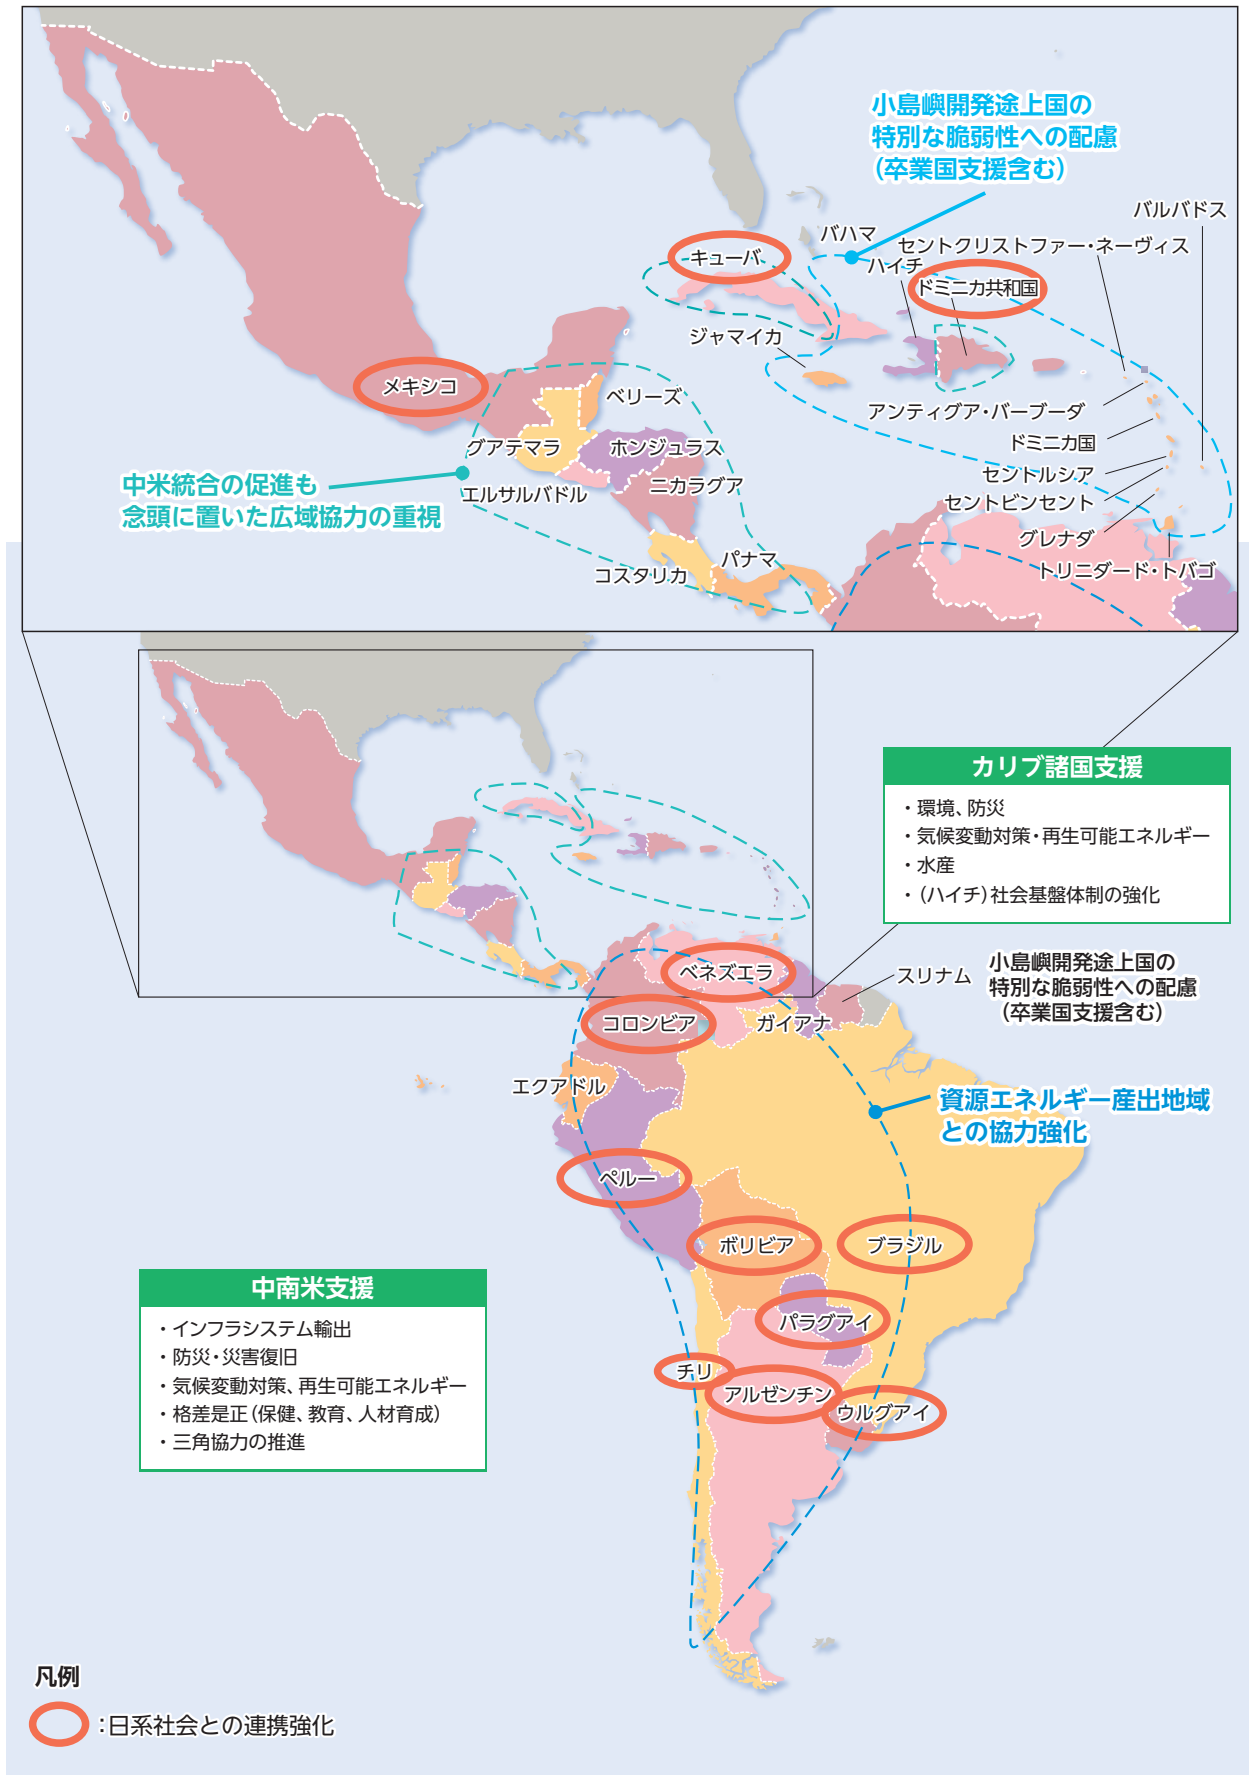 小島嶼開発途上国の
特別な脆弱性への配慮
（卒業国支援含む）
バルバドス
バハマ
セントクリストファー・ネーヴィス
キューバ
ハイチ
ドミニカ共和国
ジャマイカ
メキシコ
ベリーズ
アンティグア・バーブーダ
グアテマラ
ホンジュラス
ドミニカ国
中米統合の促進も
念頭に置いた広域協力の重視
エルサルバドル
ニカラグア
セントルシア
セントビンセント
グレナダ
コスタリカ
パナマ
トリニダード・トバゴ
カリブ諸国支援
・環境、防災
・気候変動対策・再生可能エネルギー
・水産
・（ハイチ）社会基盤体制の強化
ベネズエラ
スリナム
小島嶼開発途上国の
特別な脆弱性への配慮
（卒業国支援含む）
コロンビア
ガイアナ
エクアドル
資源エネルギー産出地域
との協力強化
ペルー
ボリビア
ブラジル
中南米支援
・インフラシステム輸出
・防災・災害復旧
・気候変動対策、再生可能エネルギー
・格差是正（保健、教育、人材育成）
・三角協力の推進
パラグアイ
チリ
アルゼンチン
ウルグアイ
凡例
：日系社会との連携強化